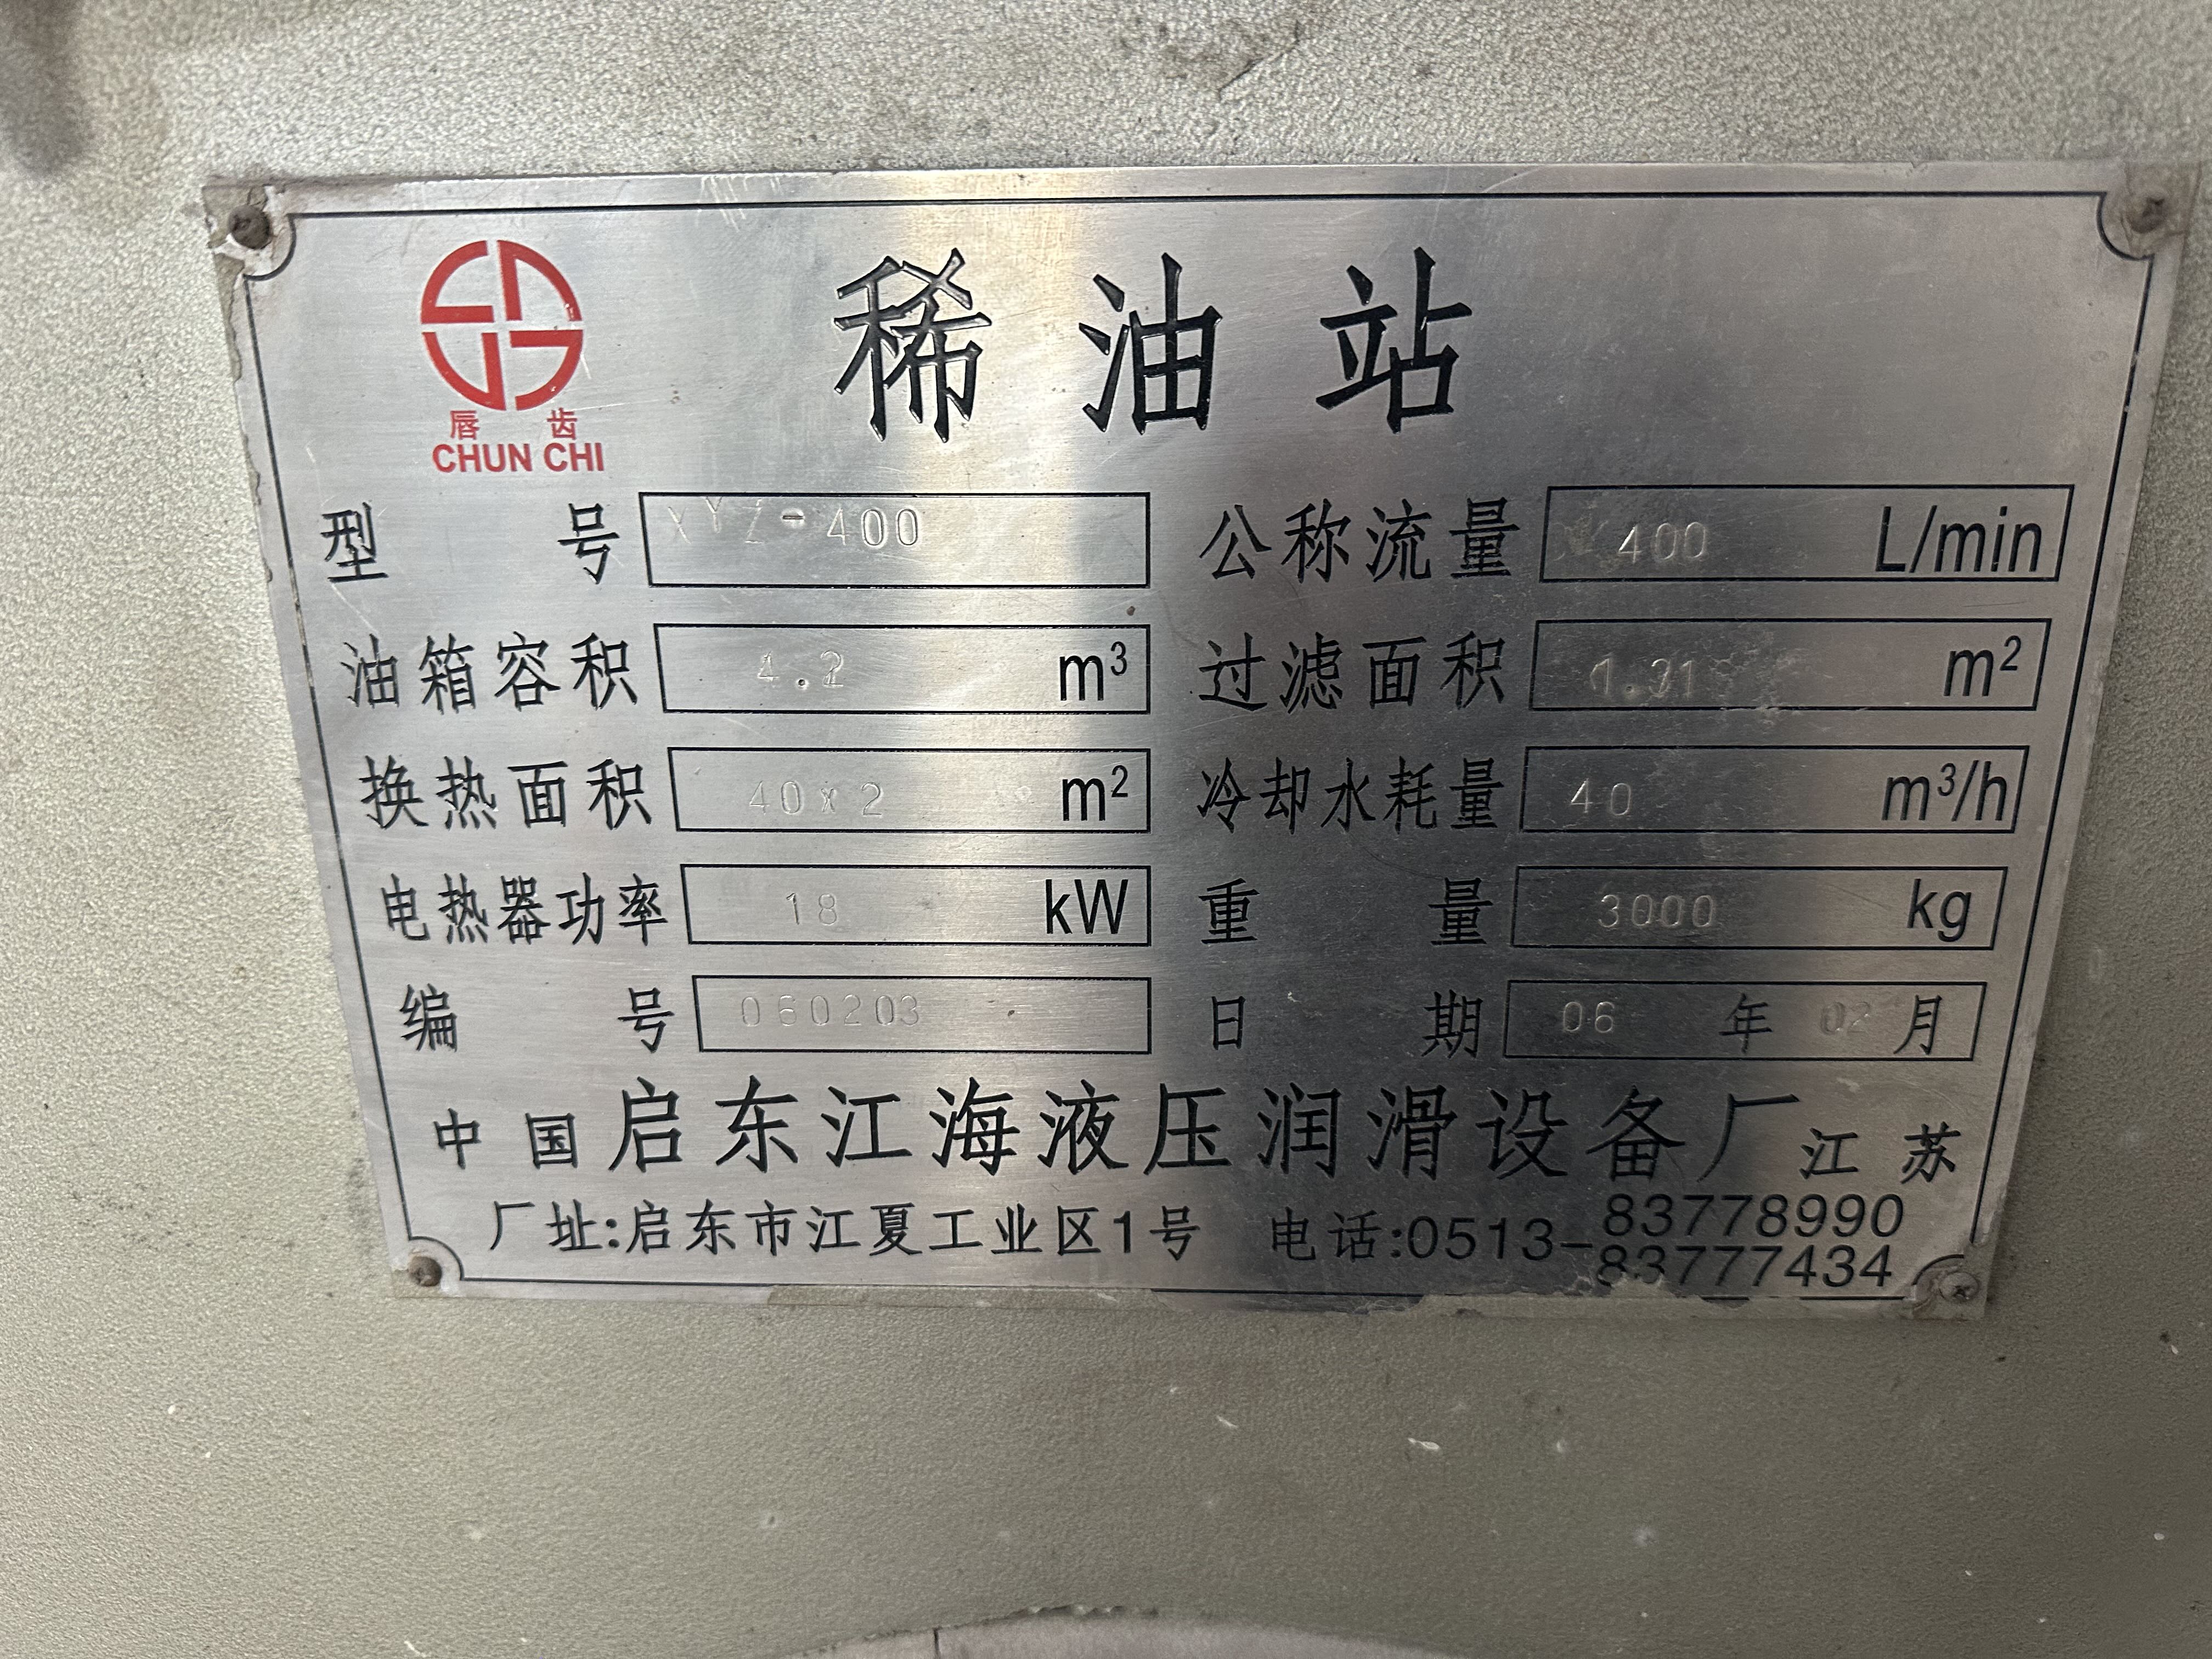 稀油站
唇齿
CHUN CHI
型号 XYZ-400 公称流量 400 L/min
油箱容积 4.2 m³ 过滤面积 1.31 m²
换热面积 40x2 m² 冷却水耗量 40 m³/h
电热器功率 18 kW 重量 3000 kg
编号 060203 日期 06 年 02 月
中国启东江海液压润滑设备厂江苏
厂址:启东市江夏工业区1号 电话:0513-83778990
83777434